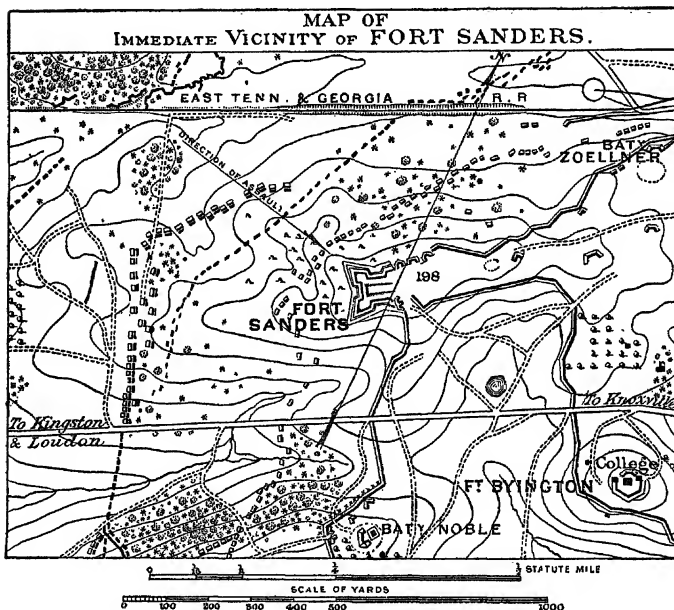 MAP OF
IMMEDIATE VICINITY OF FORT SANDERS.
EAST TENN. & GEORGIA R.R
BATY
ZOELLNER
DIRECTION OF ASSAULT
198
FORT
SANDERS
To Kingston
& Loudon
To Knoxvill
College
FT. BYINGTON
BATY NOBLE
STATUTE MILE
SCALE OF YARDS
0 100 200 300 400 500 1000